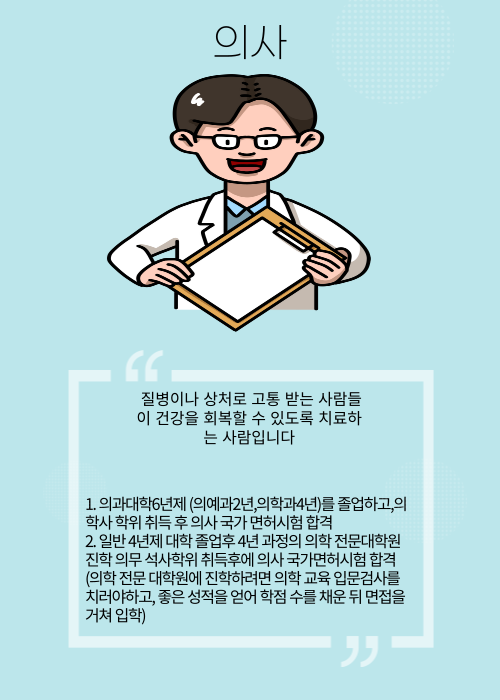 의사
질병이나 상처로 고통 받는 사람들
이 건강을 회복할 수 있도록 치료하
는 사람입니다
1. 의과대학6년제 (의예과2년,의학과4년)를 졸업하고,의
학사 학위 취득 후 의사 국가 면허시험 합격
2. 일반 4년제 대학 졸업후 4년 과정의 의학 전문대학원
진학 의무 석사학위 취득후에 의사 국가면허시험 합격
(의학 전문 대학원에 진학하려면 의학 교육 입문검사를
치러야하고, 좋은 성적을 얻어 학점 수를 채운 뒤 면접을
거쳐 입학)